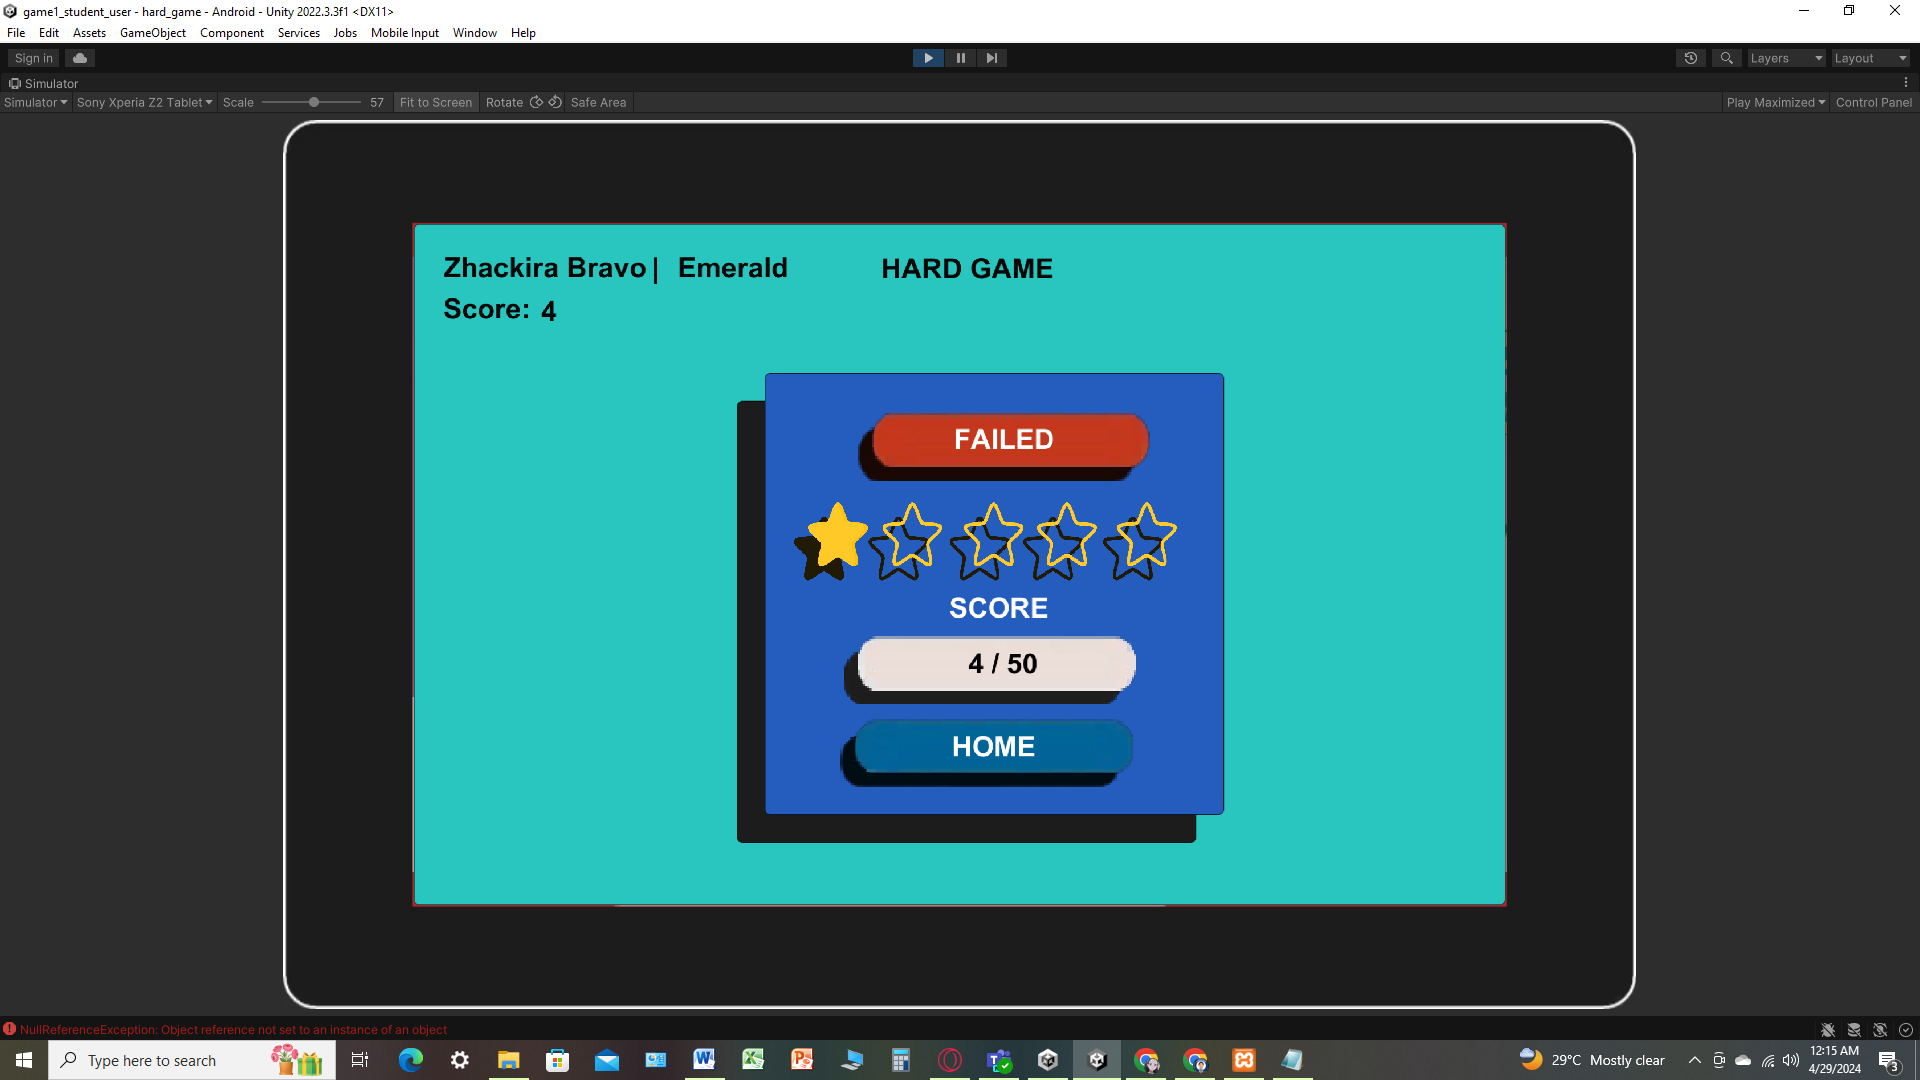 game1_student_user - hard_game - Android - Unity 2022.3.3f1 <DX11>
File Edit Assets GameObject Component Services Jobs Mobile Input Window Help
Sign in Layers Layout
Simulator
Simulator Sony Xperia Z2 Tablet Scale 57 Fit to Screen Rotate Safe Area Play Maximized Control Panel
Zhackira Bravo | Emerald HARD GAME
Score: 4
FAILED
SCORE
4 / 50
HOME
NullReferenceException: Object reference not set to an instance of an object
Type here to search 29°C Mostly clear 12:15 AM
4/29/2024 3